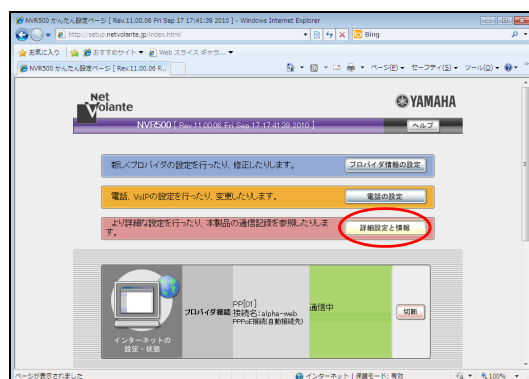 NVR500 かんたん設定ページ [ Rev.11.00.06 Fri Sep 17 17:41:39 2010 ] - Windows Internet Explorer
http://setup.netvolante.jp/index.html
Bing
お気に入り おすすめサイト Web スライス ギャラ...
NVR500 かんたん設定ページ [ Rev.11.00.06 F...
ページ(P) セーフティ(S) ツール(O)
Net Volante
YAMAHA
NVR500 [ Rev.11.00.06 Fri Sep 17 17:41:39 2010 ]
ヘルプ
新しくプロバイダの設定を行ったり、修正したりします。
プロバイダ情報の設定
電話、VoIPの設定を行ったり、変更したりします。
電話の設定
より詳細な設定を行ったり、本製品の通信記録を参照したりします。
詳細設定と情報
インターネットの
設定・状態
プロバイダ接続
PP[01]
接続名:alpha-web
PPPoE接続(自動接続先)
通信中
切断
ページが表示されました
インターネット | 保護モード: 有効
100%